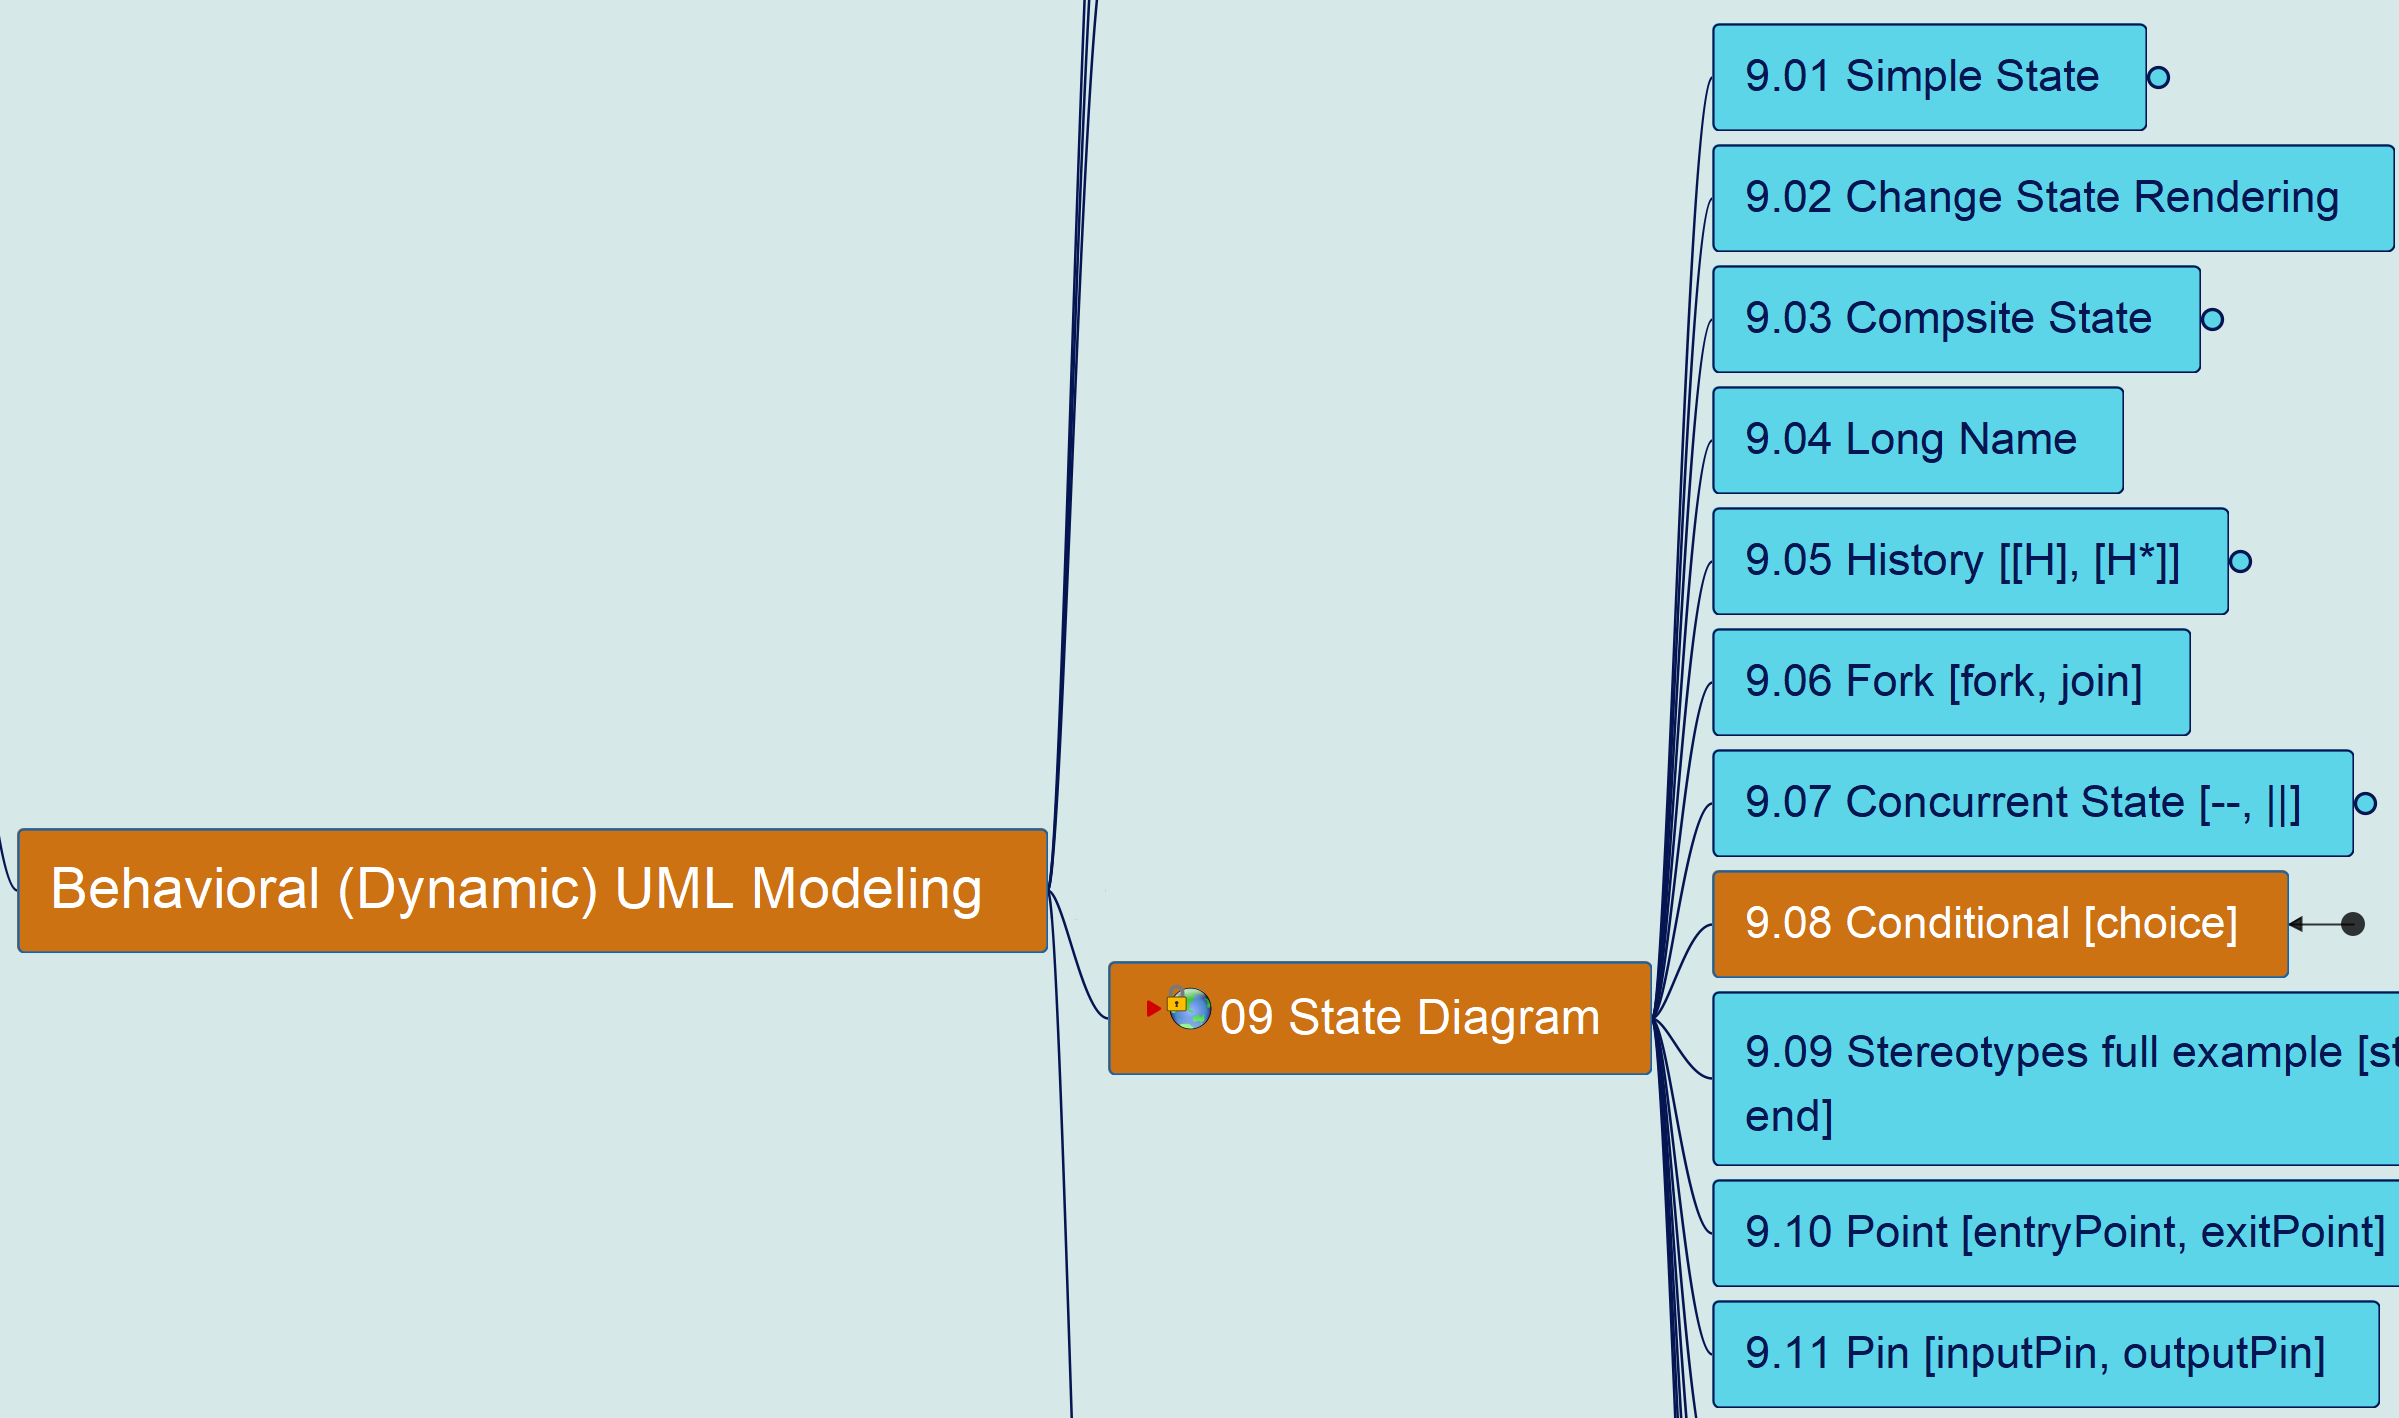 9.01 Simple State
9.02 Change State Rendering
9.03 Compsite State
9.04 Long Name
9.05 History [[H], [H*]]
9.06 Fork [fork, join]
9.07 Concurrent State [--, ||]
Behavioral (Dynamic) UML Modeling
9.08 Conditional [choice]
09 State Diagram
9.09 Stereotypes full example
end]
9.10 Point [entryPoint, exitPoint]
9.11 Pin [inputPin, outputPin]